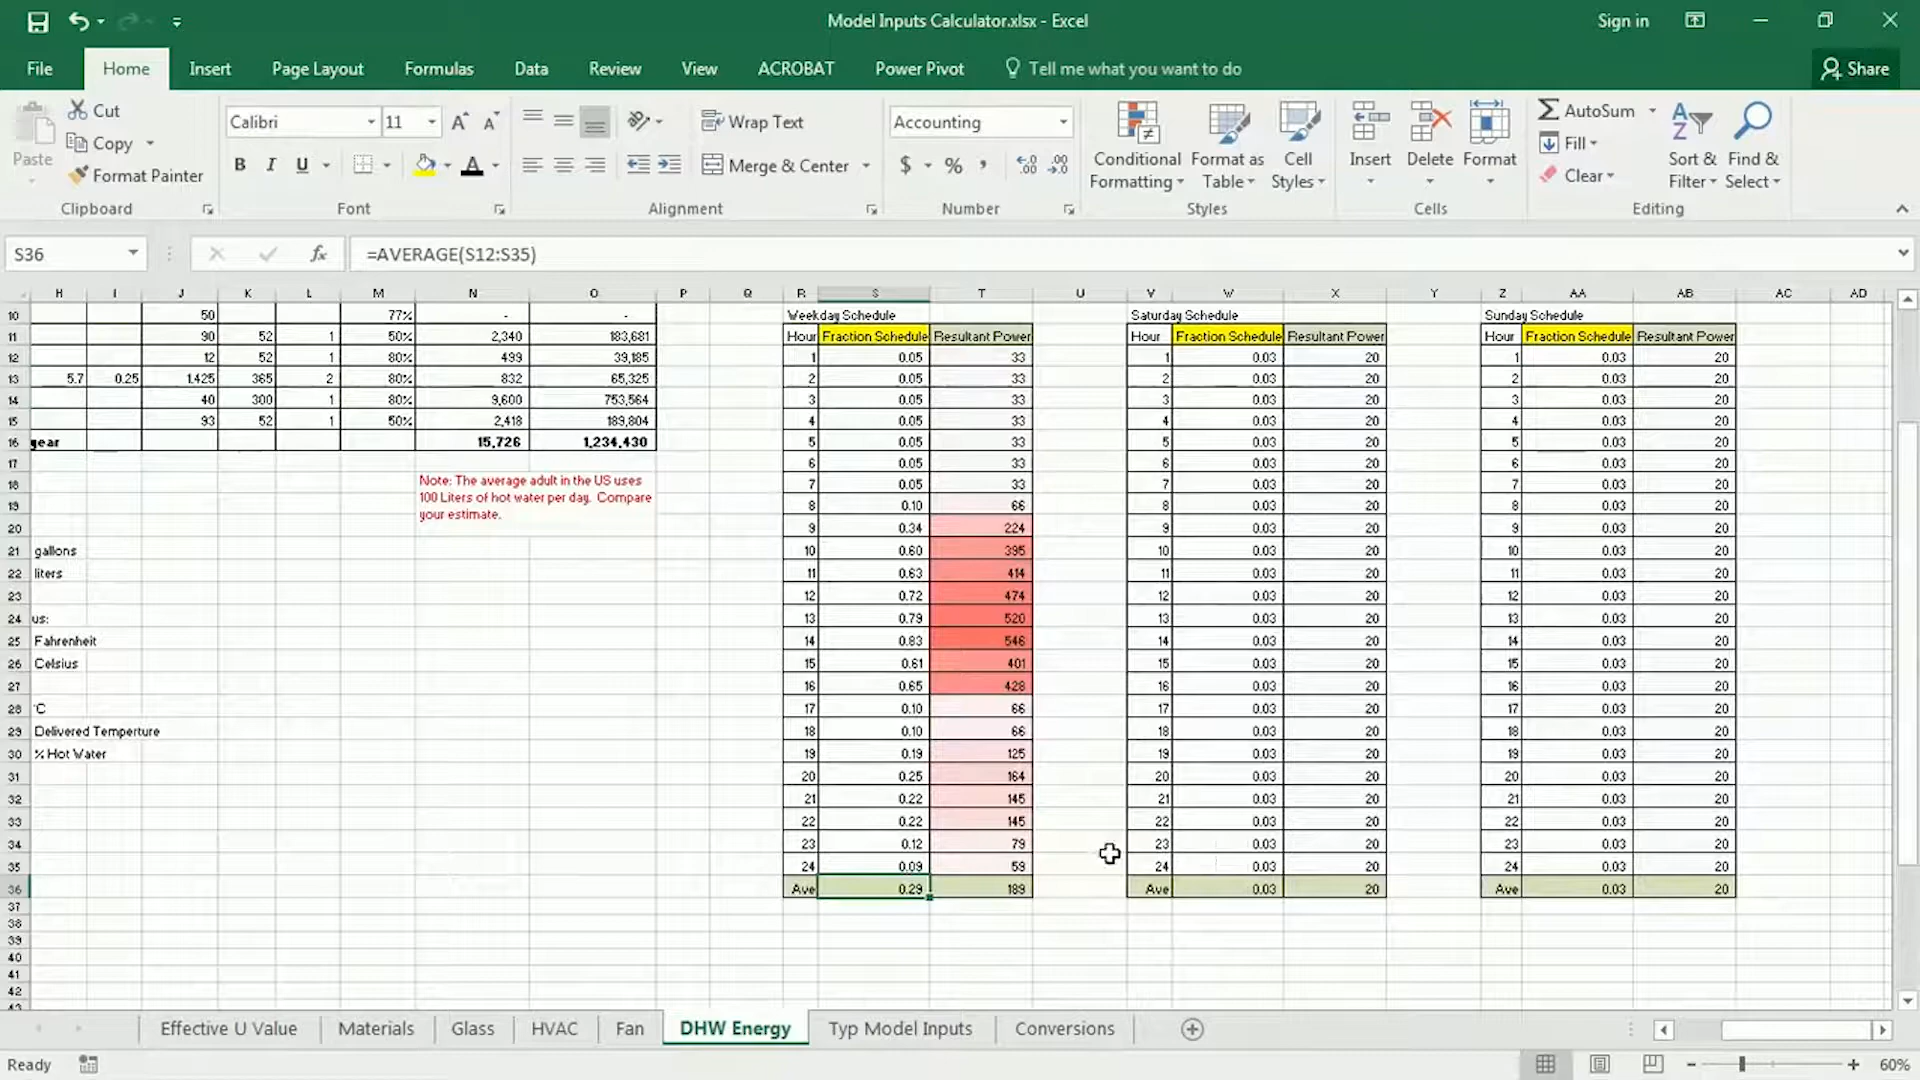 Model Inputs Calculator.xlsx - Excel
Sign in
File Home Insert Page Layout Formulas Data Review View ACROBAT Power Pivot Tell me what you want to do Share
Paste
Cut
Copy
Format Painter
Clipboard
Calibri 11
B I U
Font
Wrap Text
Merge & Center
Alignment
Accounting
$ % ,
Number
Conditional Formatting
Format as Table
Cell Styles
Styles
Insert Delete Format
Cells
AutoSum
Fill
Clear
Sort & Filter
Find & Select
Editing
S36 fx =AVERAGE(S12:S35)
H I J K L M N O P Q R S T U V W X Y Z AA AB AC AD
10 50 77% - - Weekday Schedule Saturday Schedule Sunday Schedule
11 90 52 1 50% 2,340 183,681 Hour Fraction Schedule Resultant Power Hour Fraction Schedule Resultant Power Hour Fraction Schedule Resultant Power
12 12 52 1 80% 499 39,185 1 0.05 33 1 0.03 20 1 0.03 20
13 5.7 0.25 1,425 365 2 80% 832 65,325 2 0.05 33 2 0.03 20 2 0.03 20
14 40 300 1 80% 9,600 753,564 3 0.05 33 3 0.03 20 3 0.03 20
15 93 52 1 50% 2,418 189,804 4 0.05 33 4 0.03 20 4 0.03 20
16 year 15,726 1,234,430 5 0.05 33 5 0.03 20 5 0.03 20
17 6 0.05 33 6 0.03 20 6 0.03 20
18 Note: The average adult in the US uses 7 0.05 33 7 0.03 20 7 0.03 20
19 100 Liters of hot water per day. Compare 8 0.10 66 8 0.03 20 8 0.03 20
20 your estimate. 9 0.34 224 9 0.03 20 9 0.03 20
21 gallons 10 0.60 395 10 0.03 20 10 0.03 20
22 liters 11 0.63 414 11 0.03 20 11 0.03 20
23 12 0.72 474 12 0.03 20 12 0.03 20
24 us: 13 0.79 520 13 0.03 20 13 0.03 20
25 Fahrenheit 14 0.83 546 14 0.03 20 14 0.03 20
26 Celsius 15 0.61 401 15 0.03 20 15 0.03 20
27 16 0.65 428 16 0.03 20 16 0.03 20
28 °C 17 0.10 66 17 0.03 20 17 0.03 20
29 Delivered Temperture 18 0.10 66 18 0.03 20 18 0.03 20
30 % Hot Water 19 0.19 125 19 0.03 20 19 0.03 20
31 20 0.25 164 20 0.03 20 20 0.03 20
32 21 0.22 145 21 0.03 20 21 0.03 20
33 22 0.22 145 22 0.03 20 22 0.03 20
34 23 0.12 79 23 0.03 20 23 0.03 20
35 24 0.09 59 24 0.03 20 24 0.03 20
36 Ave 0.29 189 Ave 0.03 20 Ave 0.03 20
37
38
39
40
41
42
43
Effective U Value Materials Glass HVAC Fan DHW Energy Typ Model Inputs Conversions
Ready 60%